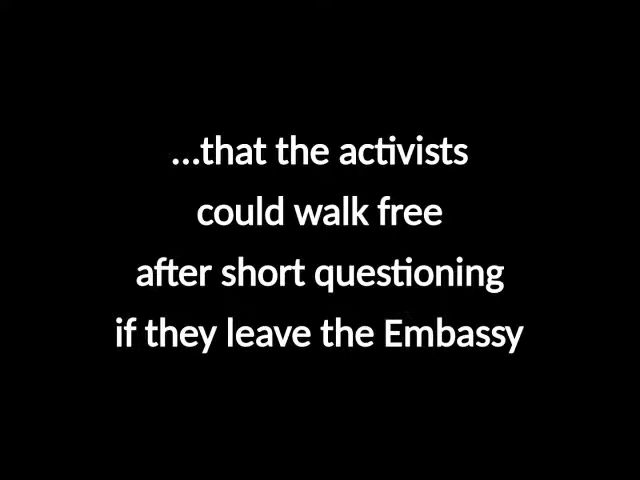 ...that the activists
could walk free
after short questioning
if they leave the Embassy